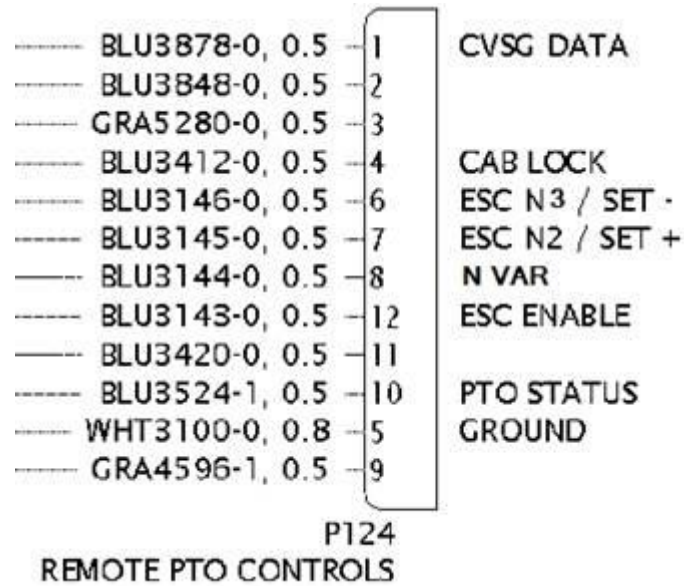 BLU3878-0, 0.5 1 CVSG DATA
BLU3848-0, 0.5 2
GRA5280-0, 0.5 3
BLU3412-0, 0.5 4 CAB LOCK
BLU3146-0, 0.5 6 ESC N3 / SET -
BLU3145-0, 0.5 7 ESC N2 / SET +
BLU3144-0, 0.5 8 N VAR
BLU3143-0, 0.5 12 ESC ENABLE
BLU3420-0, 0.5 11
BLU3524-1, 0.5 10 PTO STATUS
WHT3100-0, 0.8 5 GROUND
GRA4596-1, 0.5 9
P124
REMOTE PTO CONTROLS